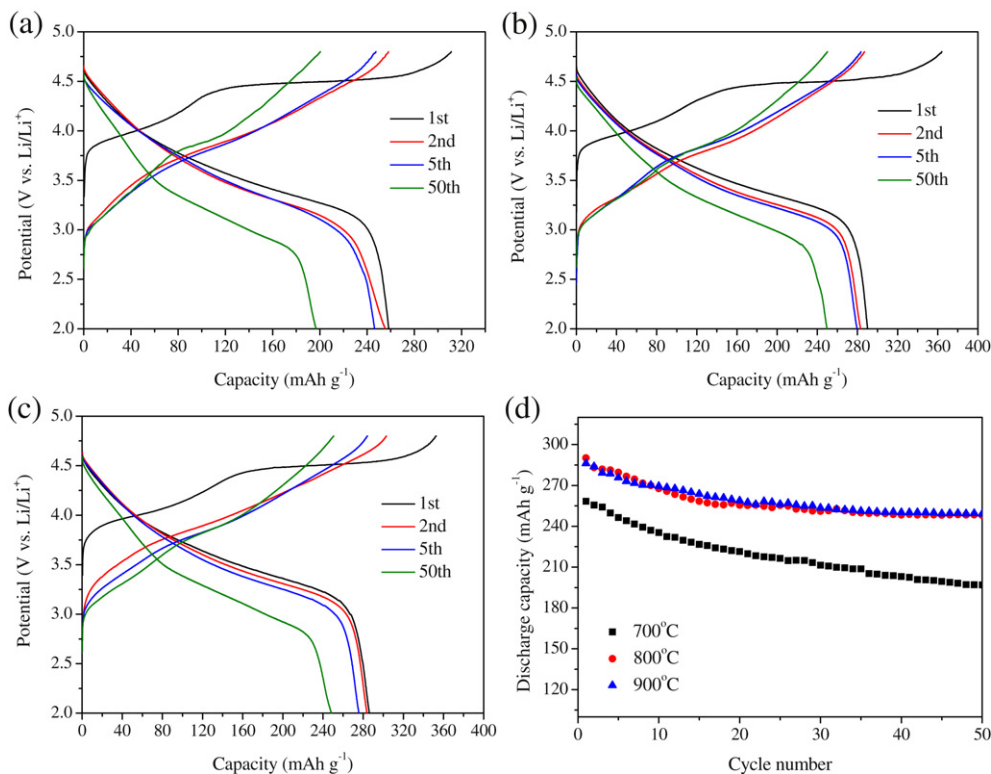 (a)
5.0
4.5
4.0
3.5
3.0
2.5
2.0
Potential (V vs. Li/Li⁺)
1st
2nd
5th
50th
0 40 80 120 160 200 240 280 320
Capacity (mAh g⁻¹)
(b)
5.0
4.5
4.0
3.5
3.0
2.5
2.0
Potential (V vs. Li/Li⁺)
1st
2nd
5th
50th
0 40 80 120 160 200 240 280 320 360 400
Capacity (mAh g⁻¹)
(c)
5.0
4.5
4.0
3.5
3.0
2.5
2.0
Potential (V vs. Li/Li⁺)
1st
2nd
5th
50th
0 40 80 120 160 200 240 280 320 360 400
Capacity (mAh g⁻¹)
(d)
300
270
240
210
180
150
120
Discharge capacity (mAh g⁻¹)
700°C
800°C
900°C
0 10 20 30 40 50
Cycle number